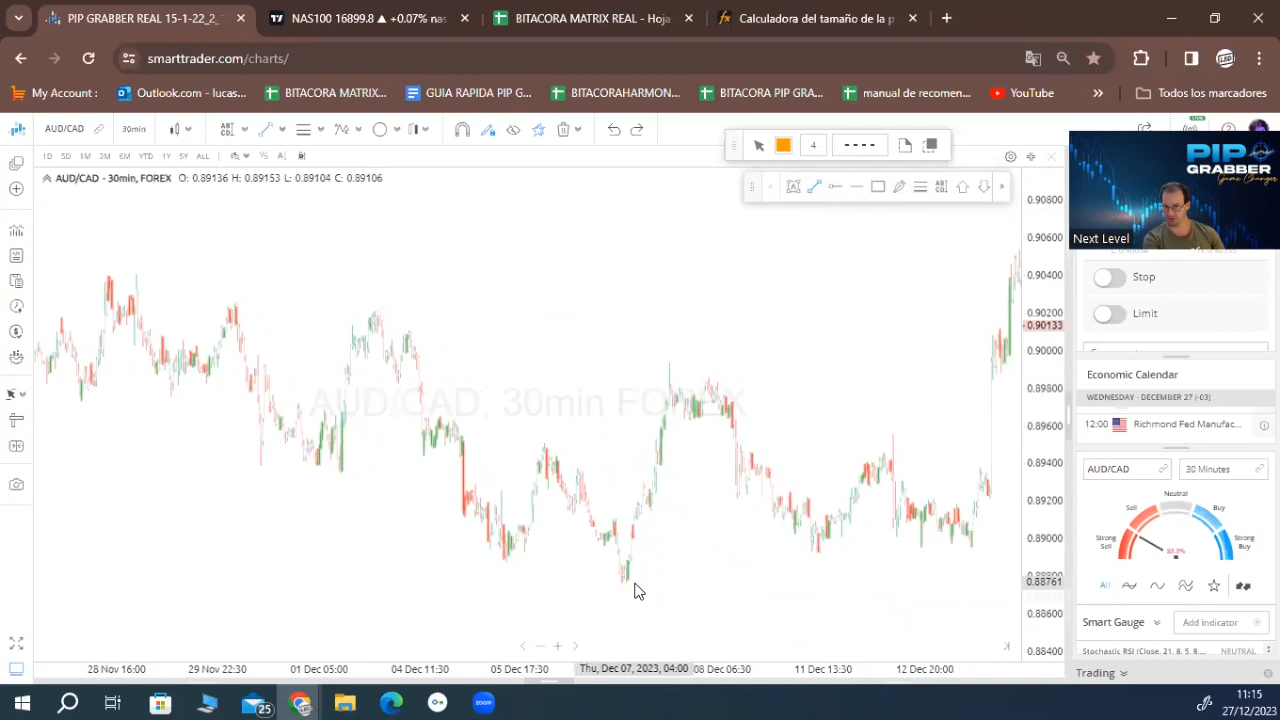 PIP GRABBER REAL 15-1-22_2_
NAS100 16899.8 ▲ +0.07% nas
BITACORA MATRIX REAL - Hoja
Calculadora del tamaño de la p
smarttrader.com/charts/
My Account :
Outlook.com - lucas...
BITACORA MATRIX...
GUIA RAPIDA PIP G...
BITACORAHARMON...
BITACORA PIP GRA...
manual de recomen...
YouTube
Todos los marcadores
AUD/CAD
30min
4
1D 5D 1M 3M 6M YTD 1Y 5Y ALL
AUD/CAD - 30min, FOREX O: 0.89136 H: 0.89153 L: 0.89104 C: 0.89106
PIP
GRABBER
Game Changer
Next Level
AUD/CAD, 30min FOREX
0.90800
0.90600
0.90400
0.90200
0.90133
0.90000
0.89800
0.89600
0.89400
0.89200
0.89000
0.88761
0.88600
0.88400
Stop
Limit
Economic Calendar
WEDNESDAY - DECEMBER 27 (-03)
12:00 Richmond Fed Manufac...
AUD/CAD
30 Minutes
Neutral
Sell
Buy
Strong
Sell
Strong
Buy
All
Smart Gauge
Add indicator
Stochastic RSI (Close, 21, 8, 5, 8,... NEUTRAL
Trading
28 Nov 16:00
29 Nov 22:30
01 Dec 05:00
04 Dec 11:30
05 Dec 17:30
Thu, Dec 07, 2023, 04:00
08 Dec 06:30
11 Dec 13:30
12 Dec 20:00
25
zoom
11:15
27/12/2023